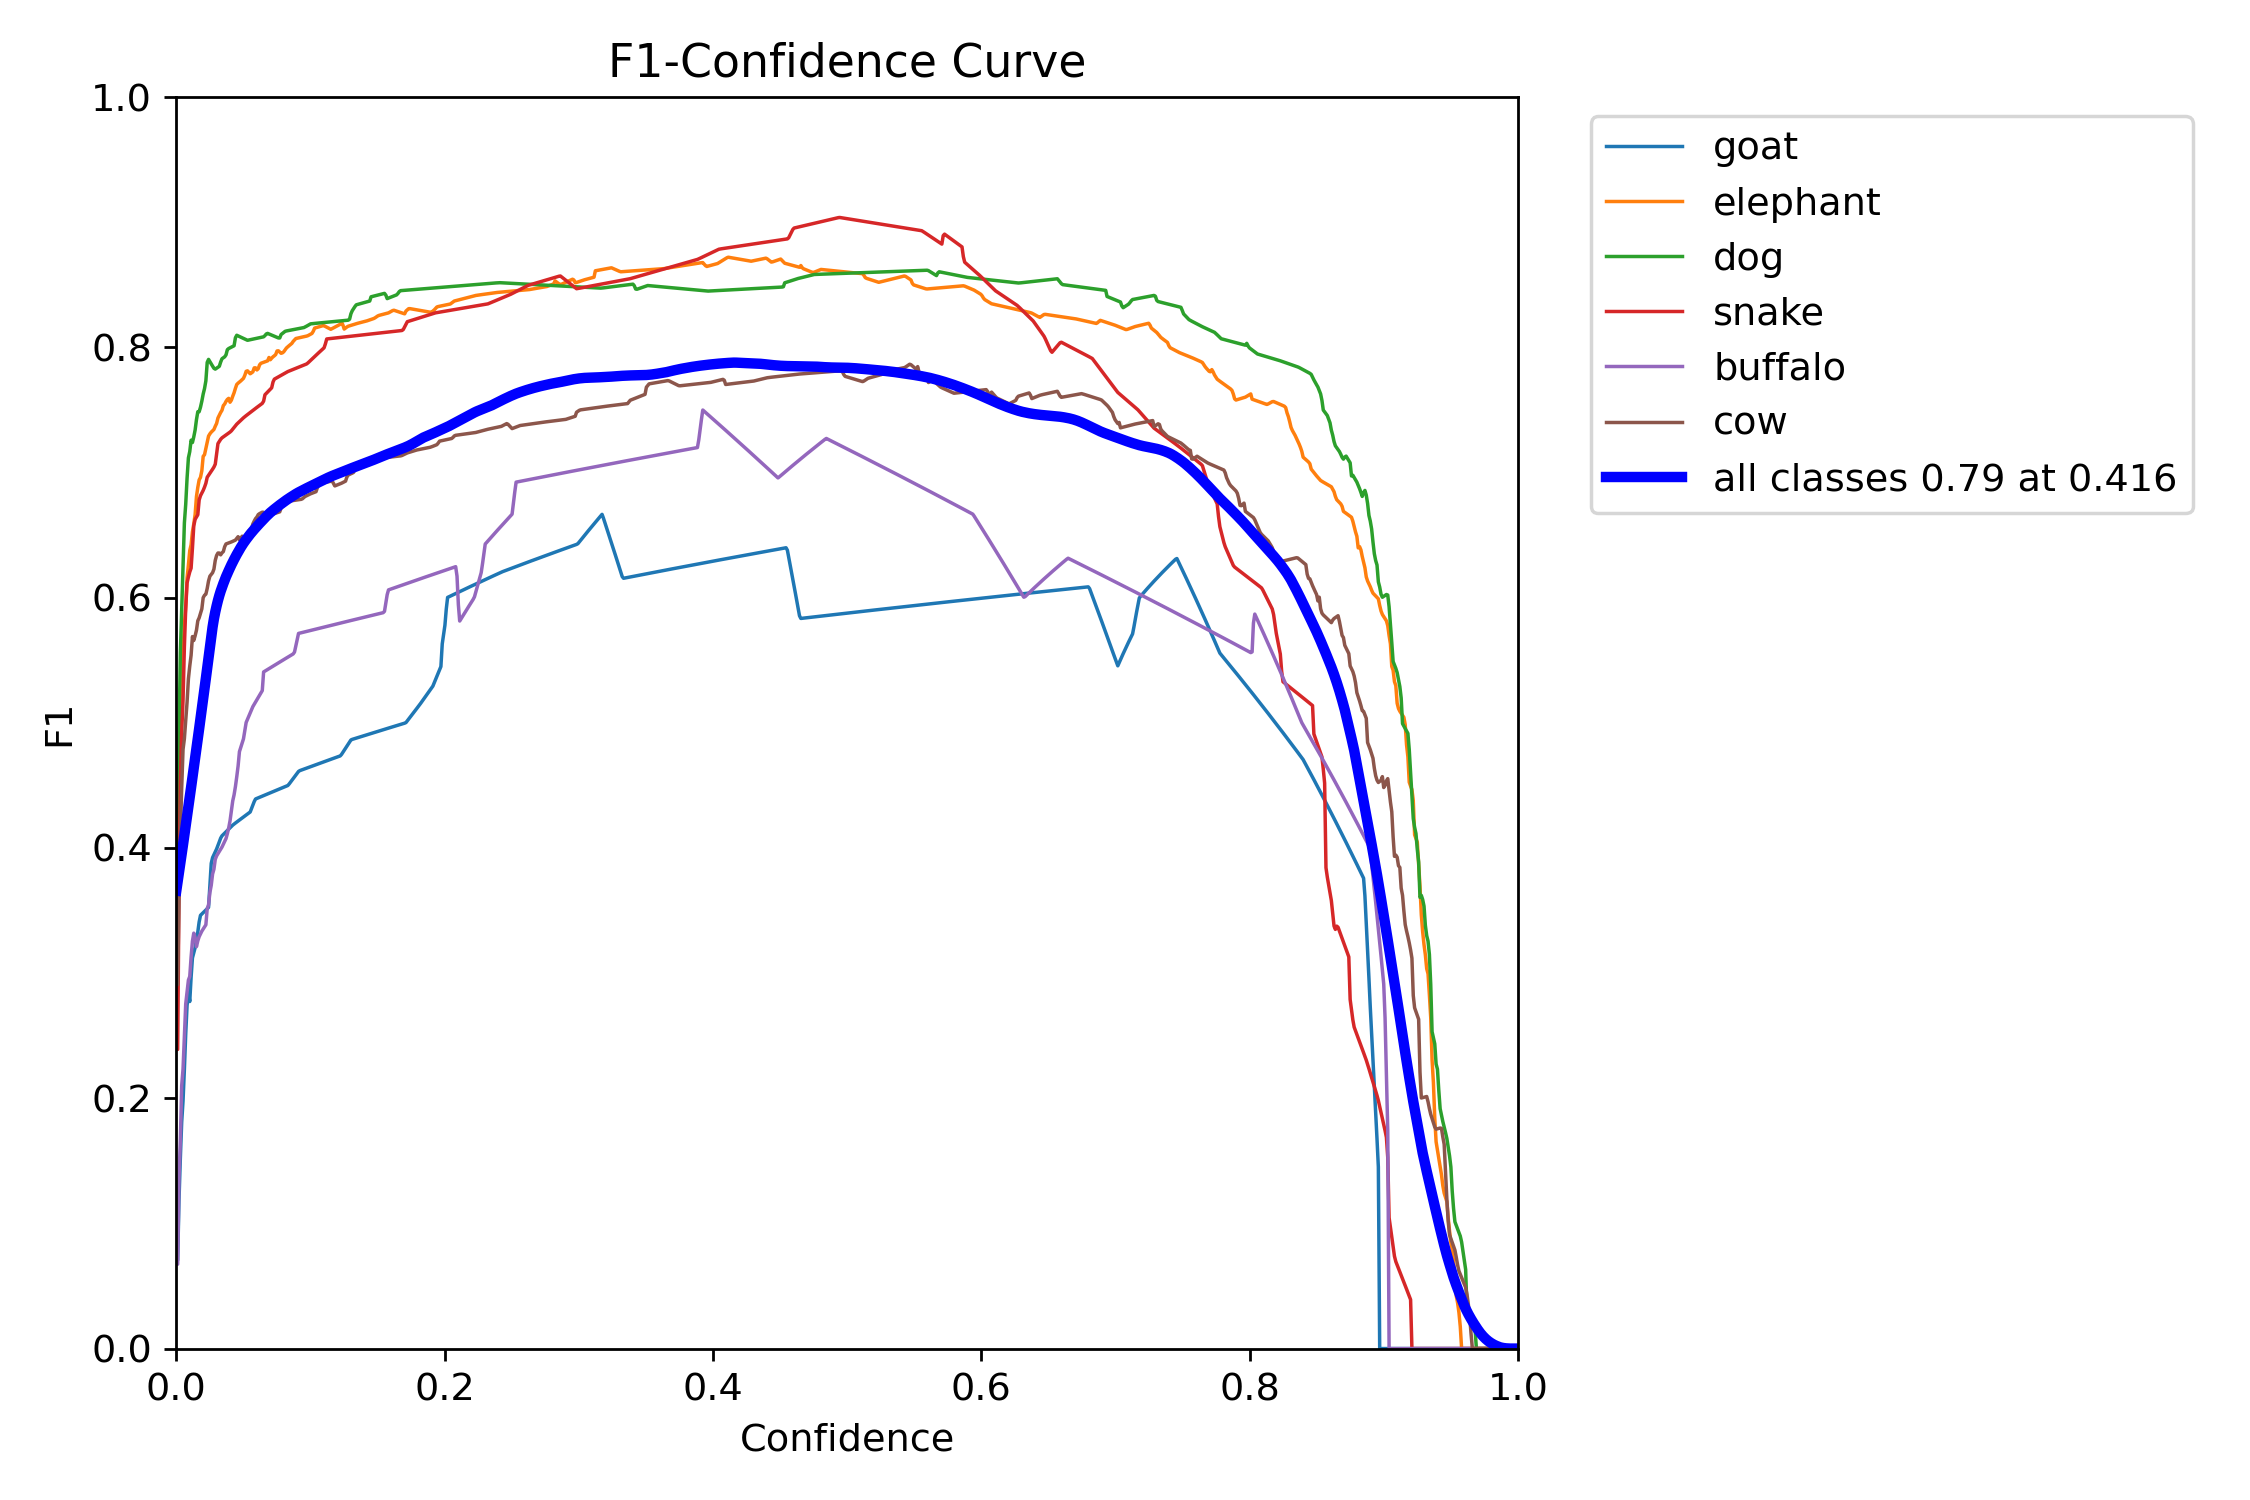 F1-Confidence Curve
1.0
0.8
0.6
0.4
0.2
0.0
F1
0.0 0.2 0.4 0.6 0.8 1.0
Confidence
goat
elephant
dog
snake
buffalo
cow
all classes 0.79 at 0.416